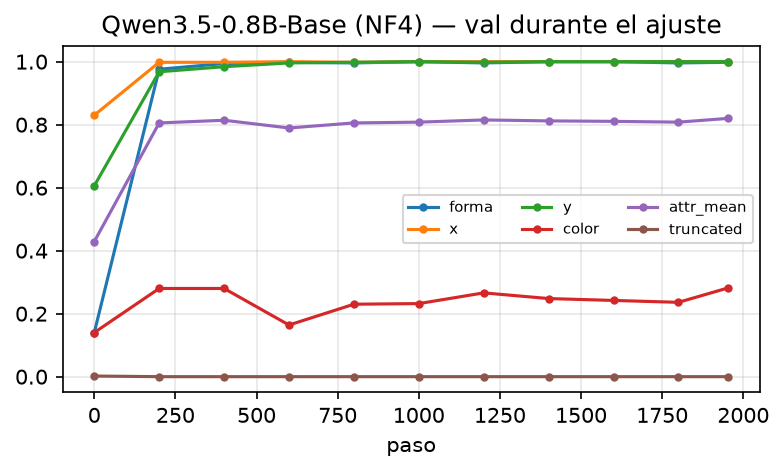 Qwen3.5-0.8B-Base (NF4) — val durante el ajuste
1.0
0.8
0.6
0.4
0.2
0.0
forma
y
attr_mean
x
color
truncated
0
250
500
750
1000
1250
1500
1750
2000
paso